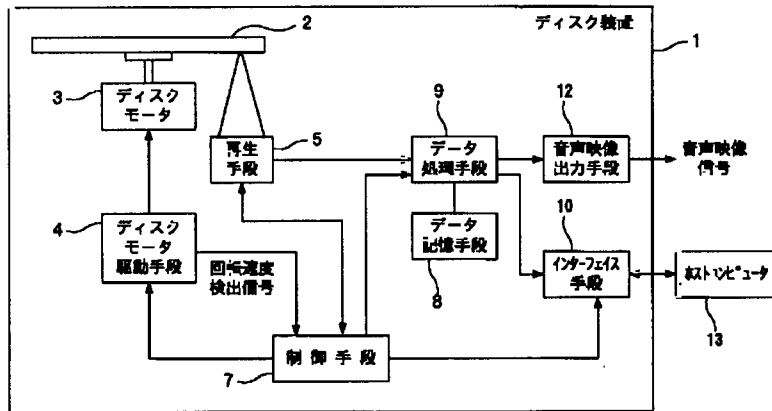 2
ディスク装置
1
3
ディスク
モータ
5
再生
手段
9
データ
処理手段
12
音声映像
出力手段
音声映像
信号
4
ディスク
モータ
駆動手段
回転速度
検出信号
データ
記憶手段
8
10
インターフェイス
手段
ホストコンピュータ
13
制御手段
7